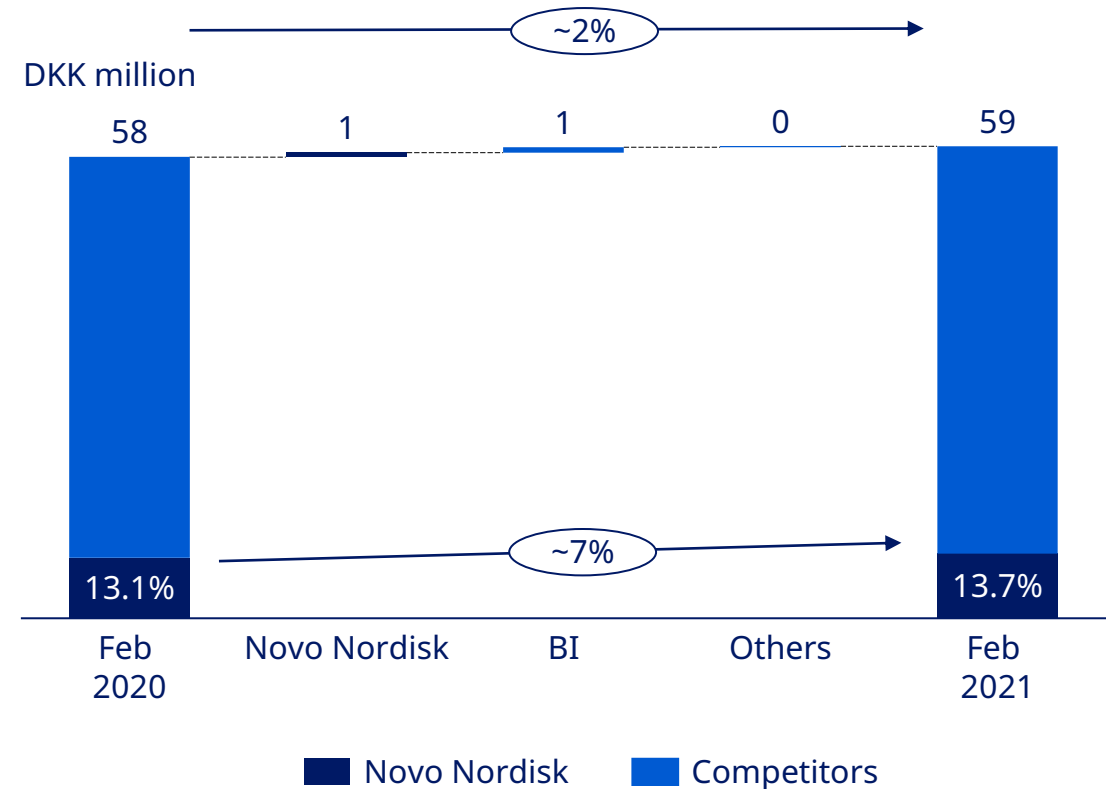 ~2%
DKK million
58
1
1
0
59
~7%
13.1%
13.7%
Feb
2020
Novo Nordisk
BI
Others
Feb
2021
Novo Nordisk
Competitors